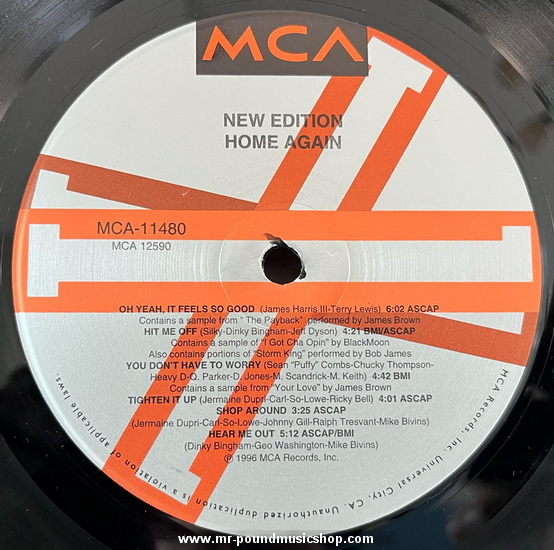 MCA
NEW EDITION
HOME AGAIN
MCA-11480
MCA 12590
OH YEAH, IT FEELS SO GOOD (James Harris III-Terry Lewis) 6:02 ASCAP
Contains a sample from "The Payback" performed by James Brown
HIT ME OFF (Silky-Dinky Bingham-Jeff Dyson) 4:21 BMI/ASCAP
contains a sample of "I Got Cha Opin" by BlackMoon
Also contains portions of "Storm King" performed by Bob James
YOU DON'T HAVE TO WORRY (Sean "Puffy" Combs-Chucky Thompson-
Heavy D-O. Parker-D. Jones-M. Scandrick-M. Keith) 4:42 BMI
Contains a sample from "Your Love" by James Brown
TIGHTEN IT UP (Jermaine Dupri-Carl-So-Lowe-Ricky Bell) 4:01 ASCAP
SHOP AROUND 3:25 ASCAP
(Jermaine Dupri-Carl-So-Lowe-Johnny Gill-Ralph Tresvant-Mike Bivins)
HEAR ME OUT 5:12 ASCAP/BMI
(Dinky Bingham-Geo Washington-Mike Bivins)
℗ 1996 MCA Records, Inc.
MCA Records, Inc. Universal City, CA. Unauthorized duplication is a violation of applicable laws.
www.mr-poundmusicshop.com